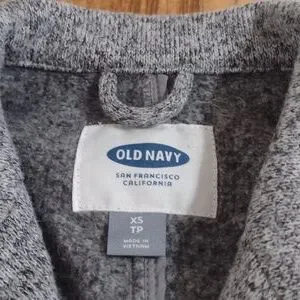 OLD NAVY
SAN FRANCISCO
CALIFORNIA
XS
TP
MADE IN
VIETNAM